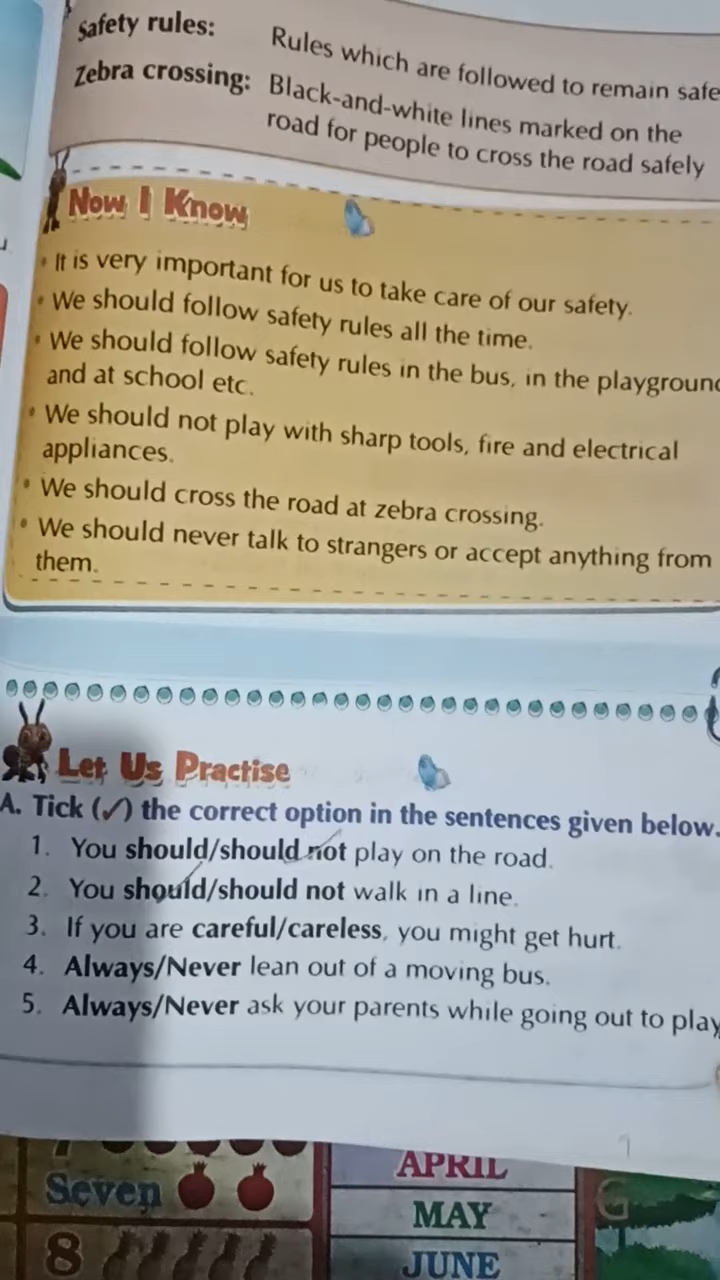 Safety rules: Rules which are followed to remain safe
Zebra crossing: Black-and-white lines marked on the
road for people to cross the road safely
Now I Know
• It is very important for us to take care of our safety.
• We should follow safety rules all the time.
• We should follow safety rules in the bus, in the playground
and at school etc.
• We should not play with sharp tools, fire and electrical
appliances.
• We should cross the road at zebra crossing.
• We should never talk to strangers or accept anything from
them.
Let Us Practise
A. Tick (✓) the correct option in the sentences given below.
1. You should/should not play on the road.
2. You should/should not walk in a line.
3. If you are careful/careless, you might get hurt.
4. Always/Never lean out of a moving bus.
5. Always/Never ask your parents while going out to play
7
Seven
8
APRIL
MAY
JUNE
G